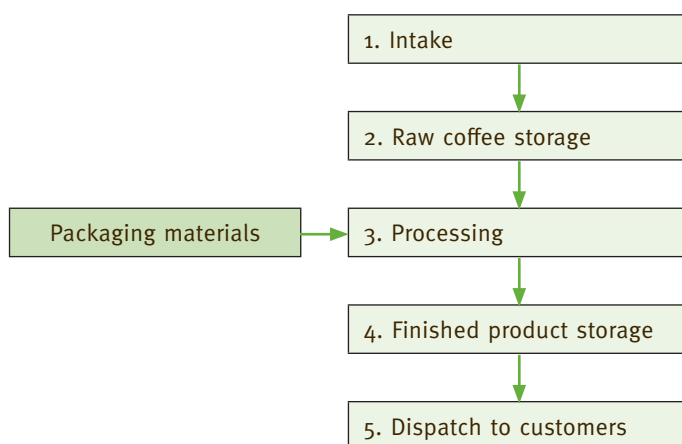 1. Intake
2. Raw coffee storage
Packaging materials
3. Processing
4. Finished product storage
5. Dispatch to customers